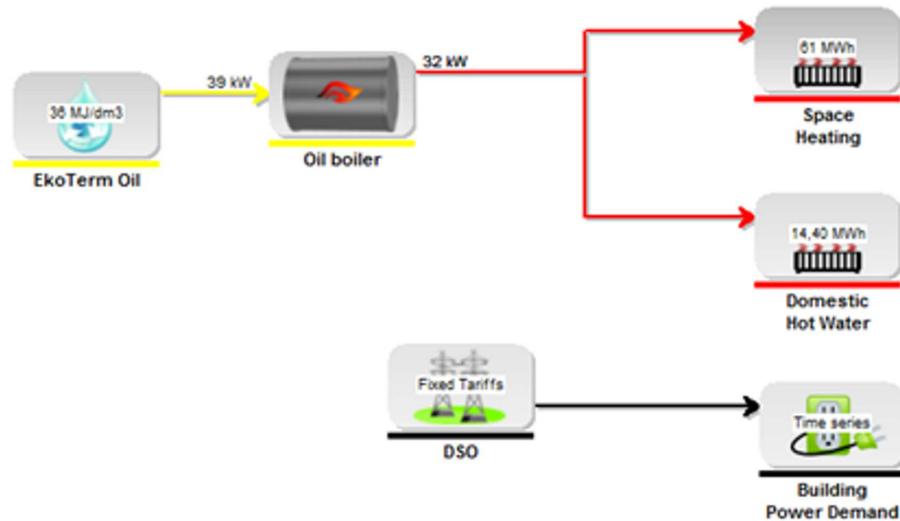 36 MJ/dm3
EkoTerm Oil
39 kW
Oil boiler
32 kW
61 MWh
Space
Heating
14,40 MWh
Domestic
Hot Water
Fixed Tariffs
DSO
Time series
Building
Power Demand